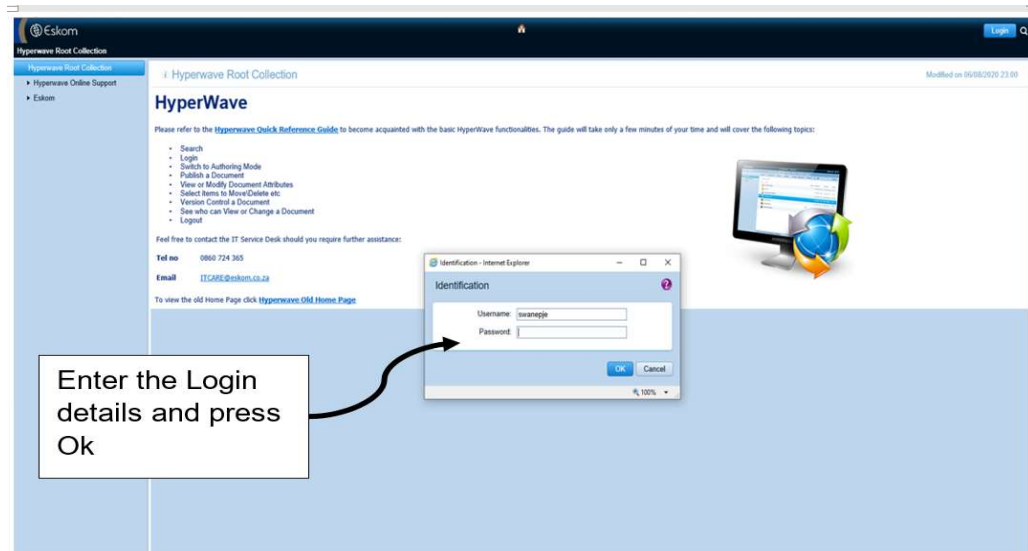 Eskom
Login
Hyperwave Root Collection
Hyperwave Root Collection
Hyperwave Online Support
Eskom
Hyperwave Root Collection
Modified on 06/08/2020 23:00
HyperWave
Please refer to the Hyperwave Quick Reference Guide to become acquainted with the basic HyperWave functionalities. The guide will take only a few minutes of your time and will cover the following topics:
• Search
• Login
• Switch to Authoring Mode
• Publish a Document
• View or Modify Document Attributes
• Select Items to Move\Delete etc
• Version Control a Document
• See who can View or Change a Document
• Logout
Feel free to contact the IT Service Desk should you require further assistance:
Tel no 0860 724 365
Email ITCARE@eskom.co.za
To view the old Home Page click Hyperwave Old Home Page
Identification - Internet Explorer
Identification
Username: swanepje
Password:
OK Cancel
100%
Enter the Login
details and press
Ok